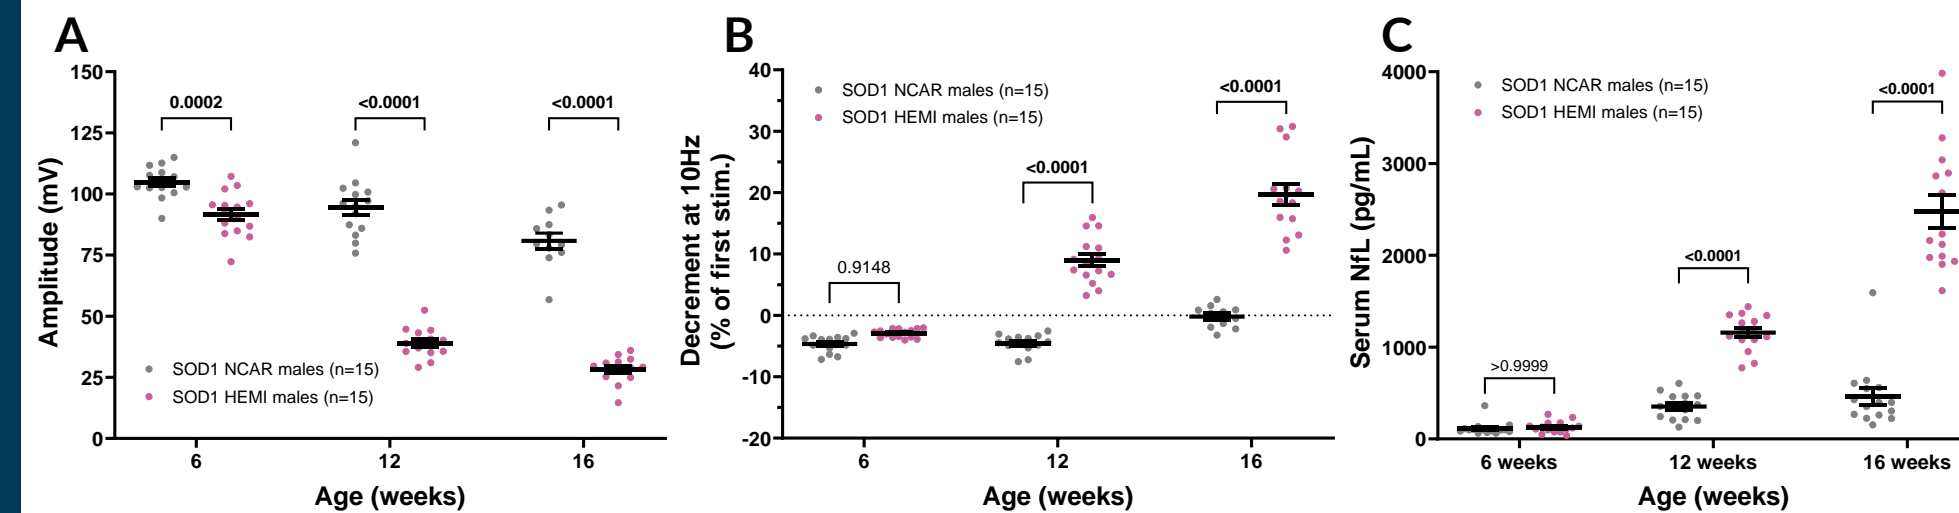 A
150
125
100
75
50
25
0
Amplitude (mV)
0.0002
<0.0001
<0.0001
SOD1 NCAR males (n=15)
SOD1 HEMI males (n=15)
6
12
16
Age (weeks)
B
40
30
20
10
0
-10
-20
Decrement at 10Hz
(% of first stim.)
SOD1 NCAR males (n=15)
SOD1 HEMI males (n=15)
0.9148
<0.0001
<0.0001
6
12
16
Age (weeks)
C
4000
3000
2000
1000
0
Serum NfL (pg/mL)
SOD1 NCAR males (n=15)
SOD1 HEMI males (n=15)
>0.9999
<0.0001
<0.0001
6 weeks
12 weeks
16 weeks
Age (weeks)